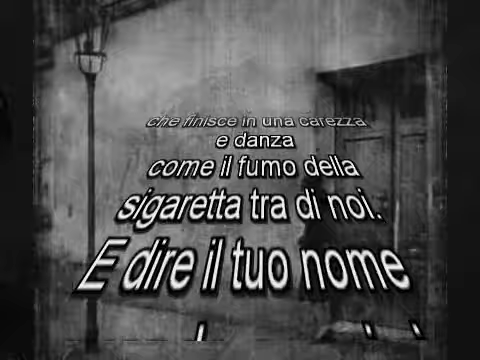 che finisce in una carezza
e danza
come il fumo della
sigaretta tra di noi.
E dire il tuo nome